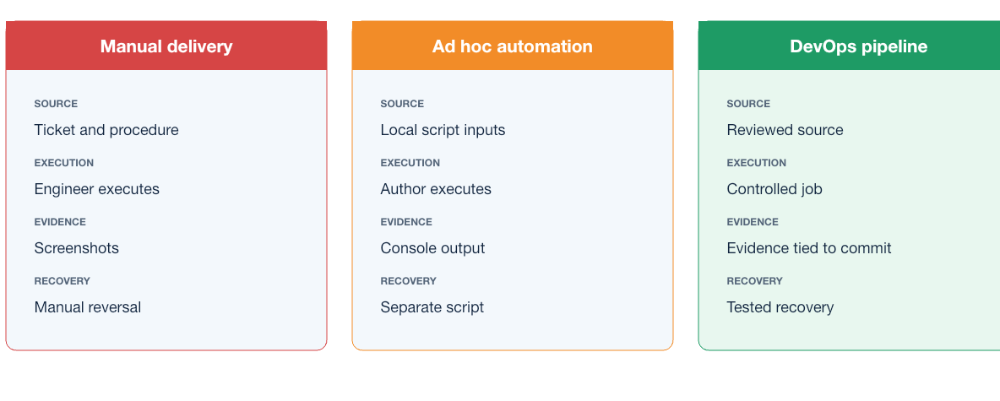 Manual delivery
SOURCE
Ticket and procedure
EXECUTION
Engineer executes
EVIDENCE
Screenshots
RECOVERY
Manual reversal
Ad hoc automation
SOURCE
Local script inputs
EXECUTION
Author executes
EVIDENCE
Console output
RECOVERY
Separate script
DevOps pipeline
SOURCE
Reviewed source
EXECUTION
Controlled job
EVIDENCE
Evidence tied to commit
RECOVERY
Tested recovery